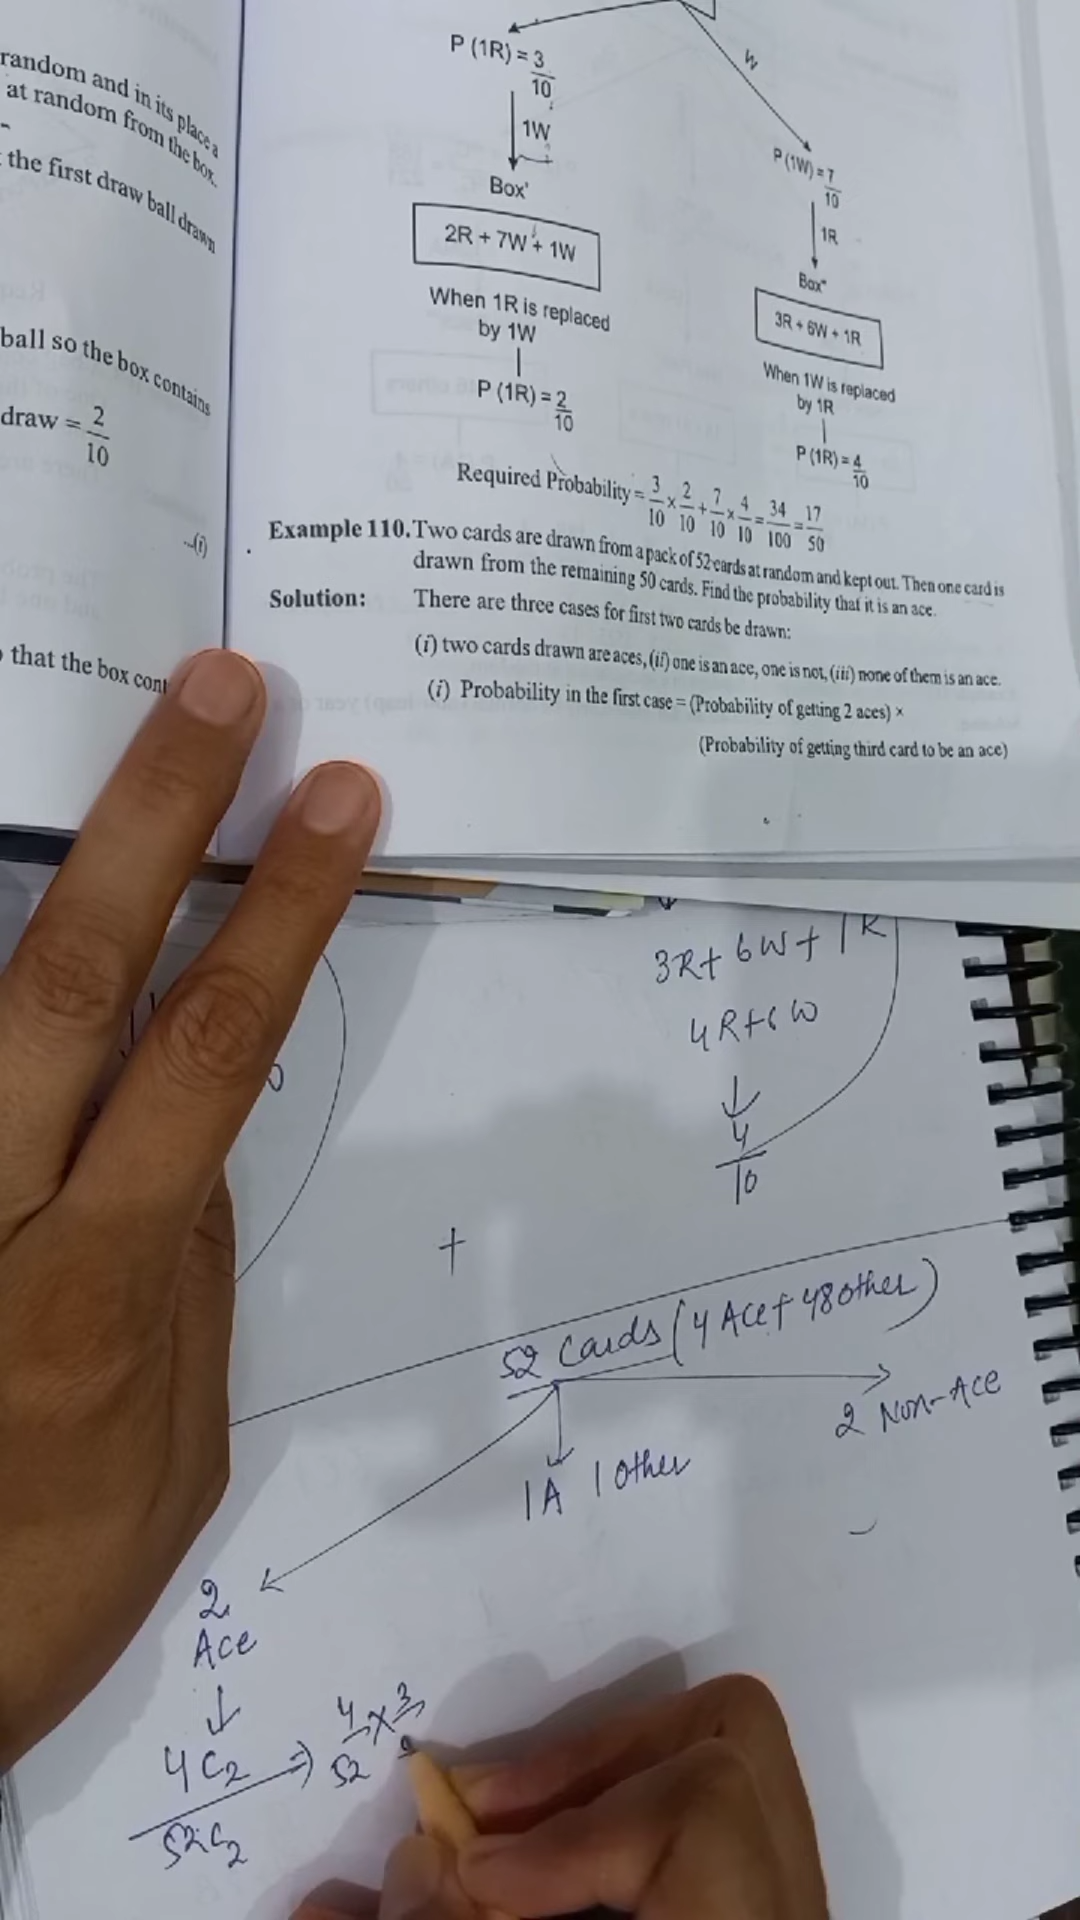 random and in its place a
at random from the box.
the first draw ball drawn
ball so the box contains
draw = 2/10
...(i)
that the box cont
P (1R) = 3/10
1W
Box'
2R + 7W + 1W
When 1R is replaced
by 1W
P (1R) = 2/10
W
P (1W) = 7/10
1R
Box"
3R + 6W + 1R
When 1W is replaced
by 1R
P (1R) = 4/10
Required Probability = 3/10 × 2/10 + 7/10 × 4/10 = 34/100 = 17/50
Example 110. Two cards are drawn from a pack of 52 cards at random and kept out. Then one card is
drawn from the remaining 50 cards. Find the probability that it is an ace.
Solution: There are three cases for first two cards be drawn:
(i) two cards drawn are aces, (ii) one is an ace, one is not, (iii) none of them is an ace.
(i) Probability in the first case = (Probability of getting 2 aces) ×
(Probability of getting third card to be an ace)
3R+ 6W + 1R
4R+6W
4/10
+
52 Cards (4 Ace + 48 other)
2 Non-Ace
1A 1 other
2
Ace
4C2/52C2 ⇒ 4/52 × 3